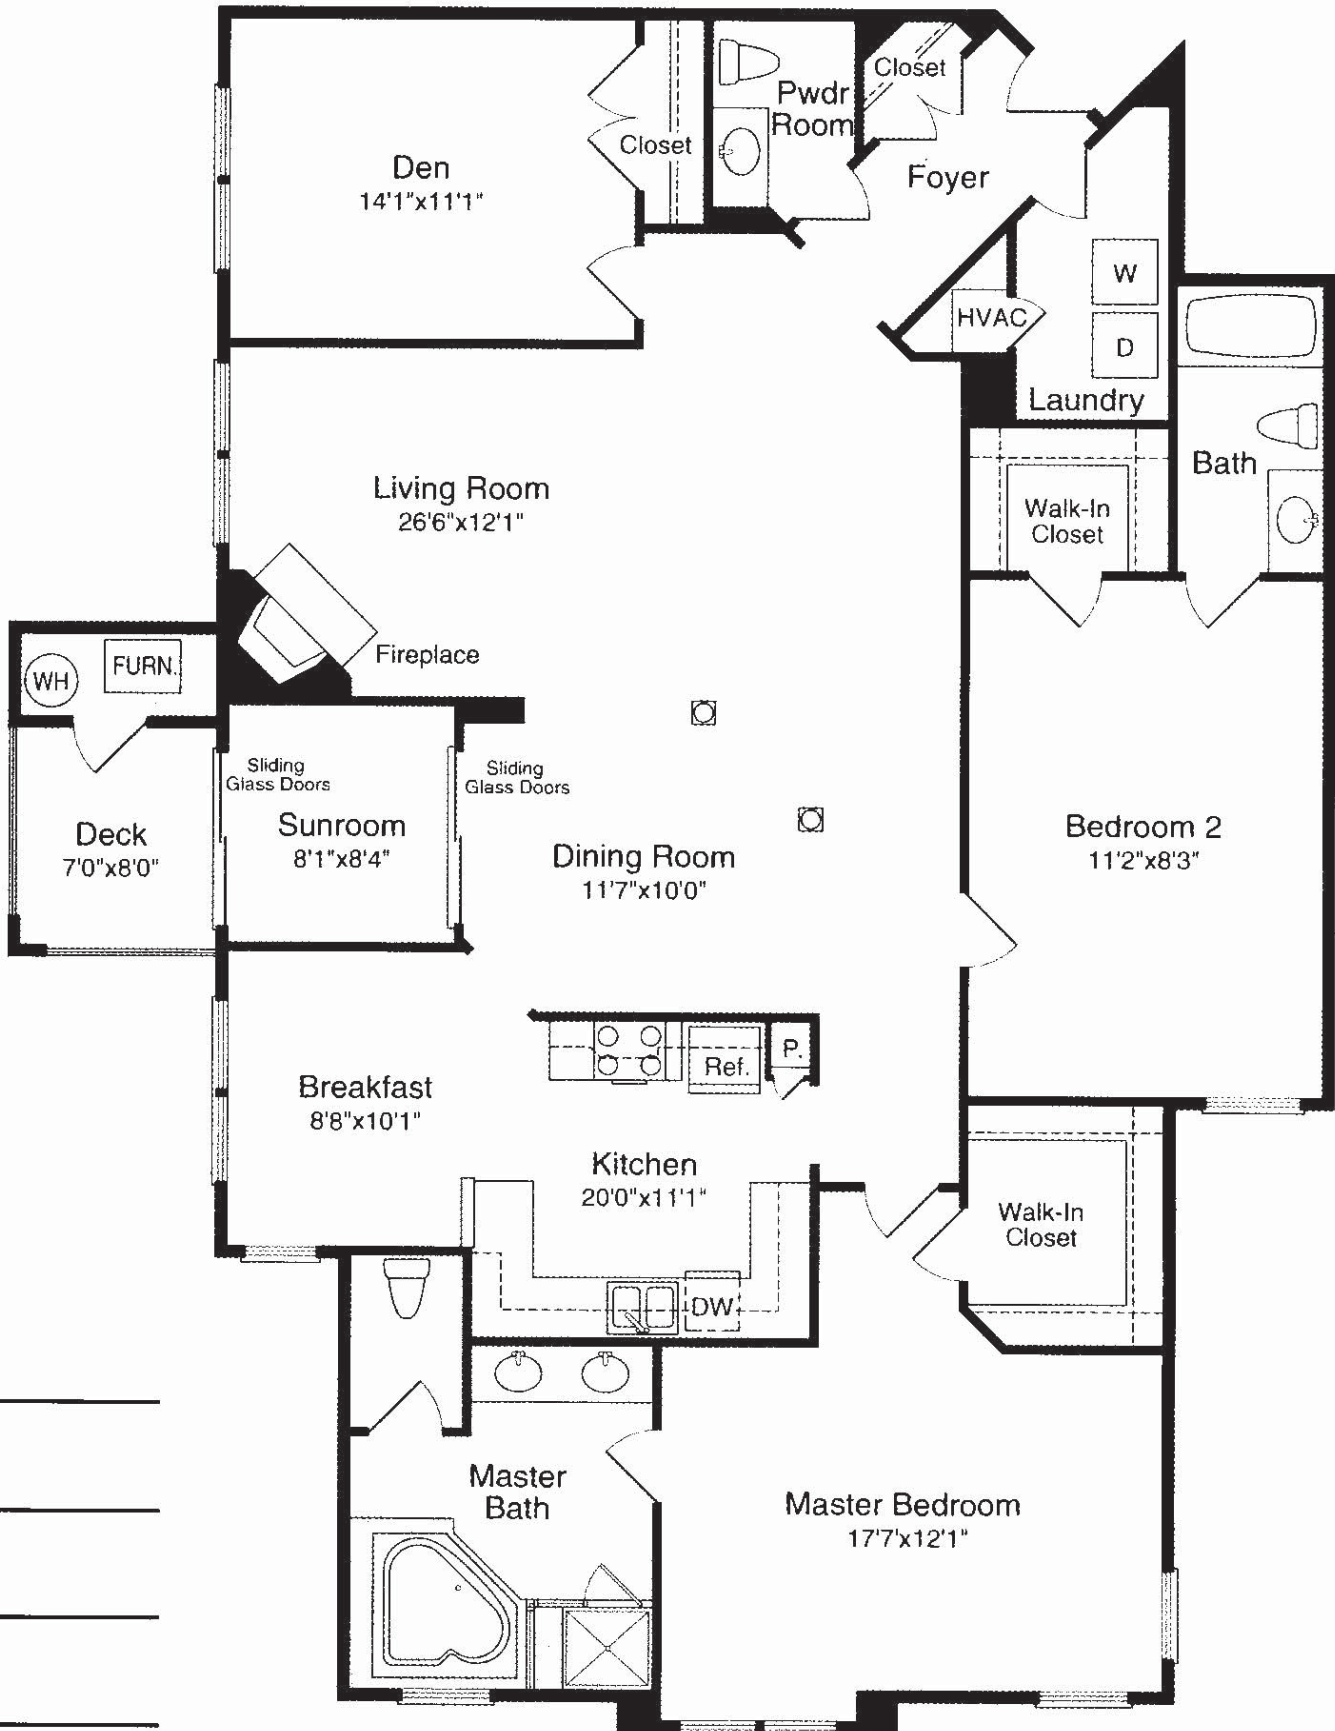 Closet
Pwdr
Room
Closet
Den
14'1"x11'1"
Foyer
W
HVAC
D
Laundry
Bath
Living Room
26'6"x12'1"
Walk-In
Closet
Fireplace
WH
FURN.
Sliding
Glass Doors
Sliding
Glass Doors
Deck
7'0"x8'0"
Sunroom
8'1"x8'4"
Dining Room
11'7"x10'0"
Bedroom 2
11'2"x8'3"
P.
Ref.
Breakfast
8'8"x10'1"
Kitchen
20'0"x11'1"
Walk-In
Closet
DW
Master
Bath
Master Bedroom
17'7'x12'1"